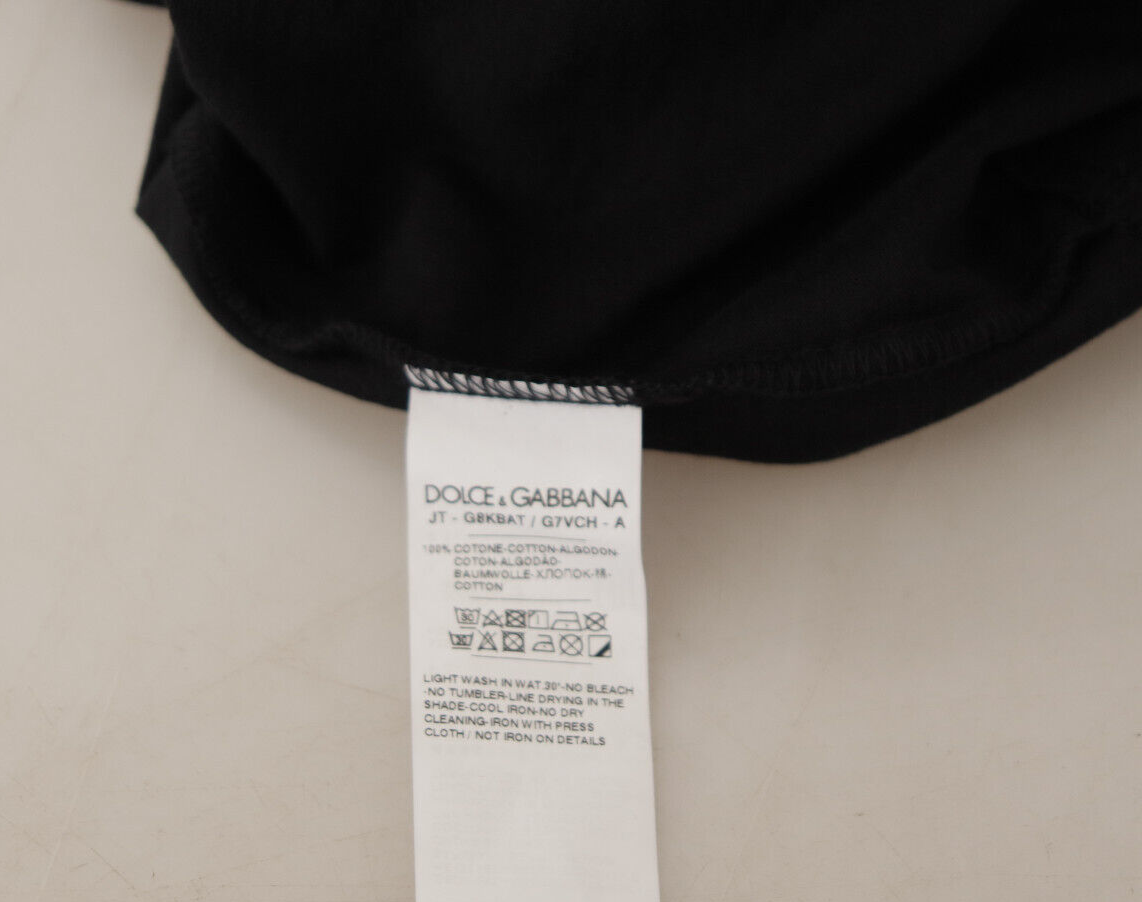 DOLCE & GABBANA
JT - G8KBAT / G7VCH - A
100% COTONE-COTTON-ALGODON-
COTON-ALGODÃO-
BAUMWOLLE-ХЛОПОК-棉-
COTTON
30
30
LIGHT WASH IN WAT.30°-NO BLEACH
-NO TUMBLER-LINE DRYING IN THE
SHADE-COOL IRON-NO DRY
CLEANING-IRON WITH PRESS
CLOTH / NOT IRON ON DETAILS